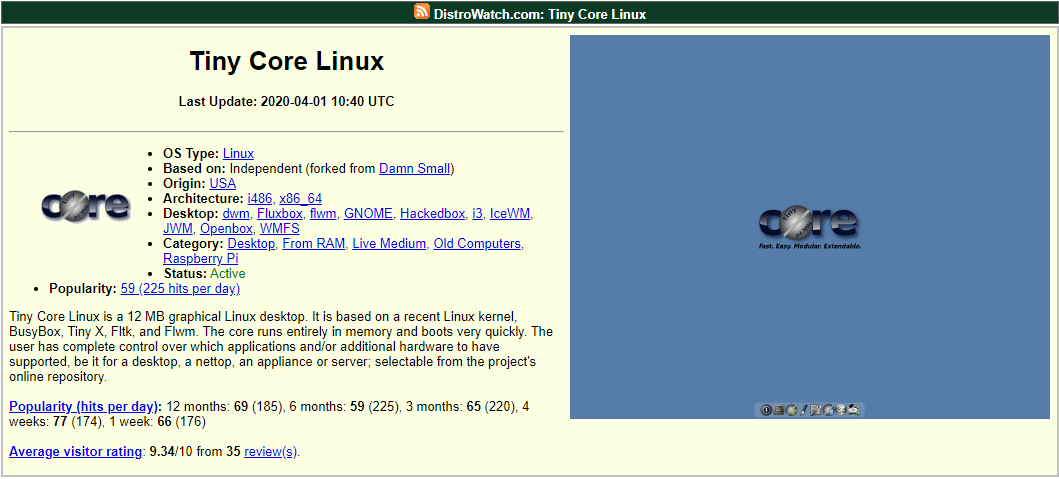 DistroWatch.com: Tiny Core Linux
Tiny Core Linux
Last Update: 2020-04-01 10:40 UTC
core
• OS Type: Linux
• Based on: Independent (forked from Damn Small)
• Origin: USA
• Architecture: i486, x86_64
• Desktop: dwm, Fluxbox, flwm, GNOME, Hackedbox, i3, IceWM,
JWM, Openbox, WMFS
• Category: Desktop, From RAM, Live Medium, Old Computers,
Raspberry Pi
• Status: Active
• Popularity: 59 (225 hits per day)
Tiny Core Linux is a 12 MB graphical Linux desktop. It is based on a recent Linux kernel,
BusyBox, Tiny X, Fltk, and Flwm. The core runs entirely in memory and boots very quickly. The
user has complete control over which applications and/or additional hardware to have
supported, be it for a desktop, a nettop, an appliance or server; selectable from the project's
online repository.
Popularity (hits per day): 12 months: 69 (185), 6 months: 59 (225), 3 months: 65 (220), 4
weeks: 77 (174), 1 week: 66 (176)
Average visitor rating: 9.34/10 from 35 review(s).
core
Tiny
Fast. Easy. Modular. Extendable.